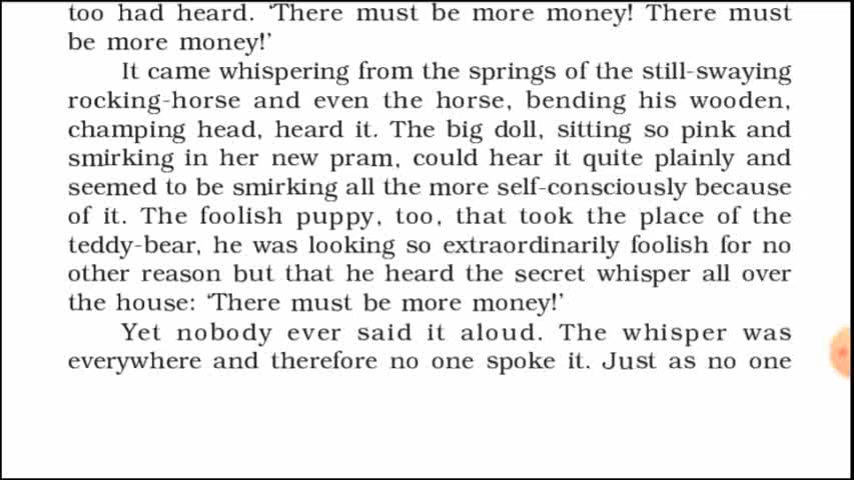 too had heard. ‘There must be more money! There must
be more money!’
It came whispering from the springs of the still-swaying
rocking-horse and even the horse, bending his wooden,
champing head, heard it. The big doll, sitting so pink and
smirking in her new pram, could hear it quite plainly and
seemed to be smirking all the more self-consciously because
of it. The foolish puppy, too, that took the place of the
teddy-bear, he was looking so extraordinarily foolish for no
other reason but that he heard the secret whisper all over
the house: ‘There must be more money!’
Yet nobody ever said it aloud. The whisper was
everywhere and therefore no one spoke it. Just as no one